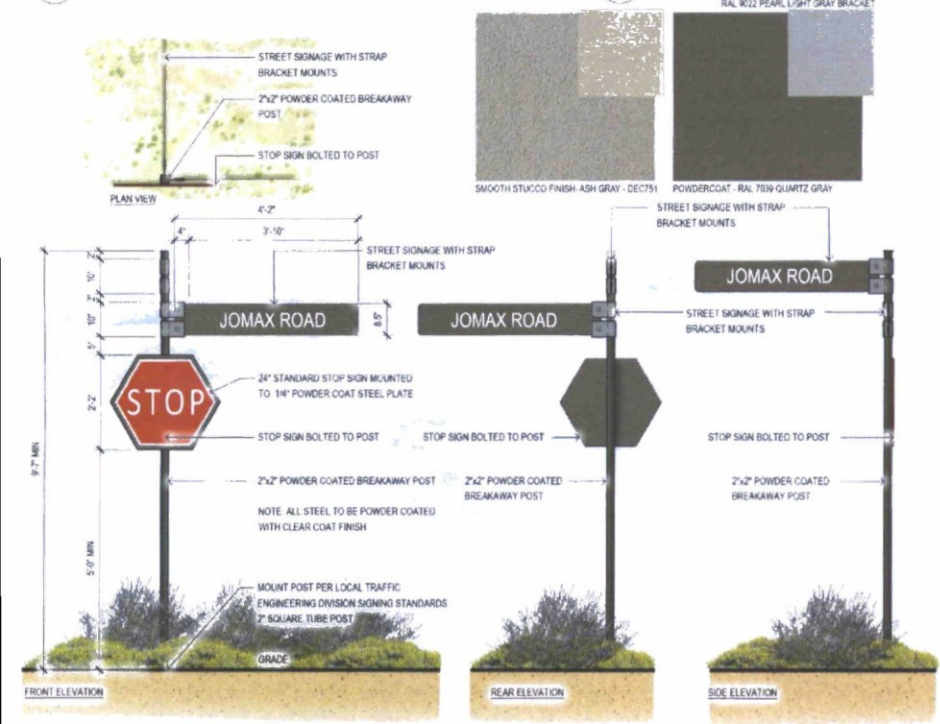 RAL 9022 PEARL LIGHT GRAY BRACKET
STREET SIGNAGE WITH STRAP
BRACKET MOUNTS
2"x2" POWDER COATED BREAKAWAY
POST
STOP SIGN BOLTED TO POST
PLAN VIEW
SMOOTH STUCCO FINISH- ASH GRAY - DEC751
POWDERCOAT - RAL 7039 QUARTZ GRAY
4'-2"
4"
3'-10"
STREET SIGNAGE WITH STRAP
BRACKET MOUNTS
2"
10"
2"
10"
5"
2'-2"
9'-7" MIN
5'-0" MIN
JOMAX ROAD
8.5"
STOP
24" STANDARD STOP SIGN MOUNTED
TO 1/4" POWDER COAT STEEL PLATE
STOP SIGN BOLTED TO POST
2"x2" POWDER COATED BREAKAWAY POST
NOTE: ALL STEEL TO BE POWDER COATED
WITH CLEAR COAT FINISH
MOUNT POST PER LOCAL TRAFFIC
ENGINEERING DIVISION SIGNING STANDARDS
2" SQUARE TUBE POST
GRADE
FRONT ELEVATION
STREET SIGNAGE WITH STRAP
BRACKET MOUNTS
JOMAX ROAD
STREET SIGNAGE WITH STRAP
BRACKET MOUNTS
STOP SIGN BOLTED TO POST
2"x2" POWDER COATED
BREAKAWAY POST
REAR ELEVATION
JOMAX ROAD
STOP SIGN BOLTED TO POST
2"x2" POWDER COATED
BREAKAWAY POST
SIDE ELEVATION